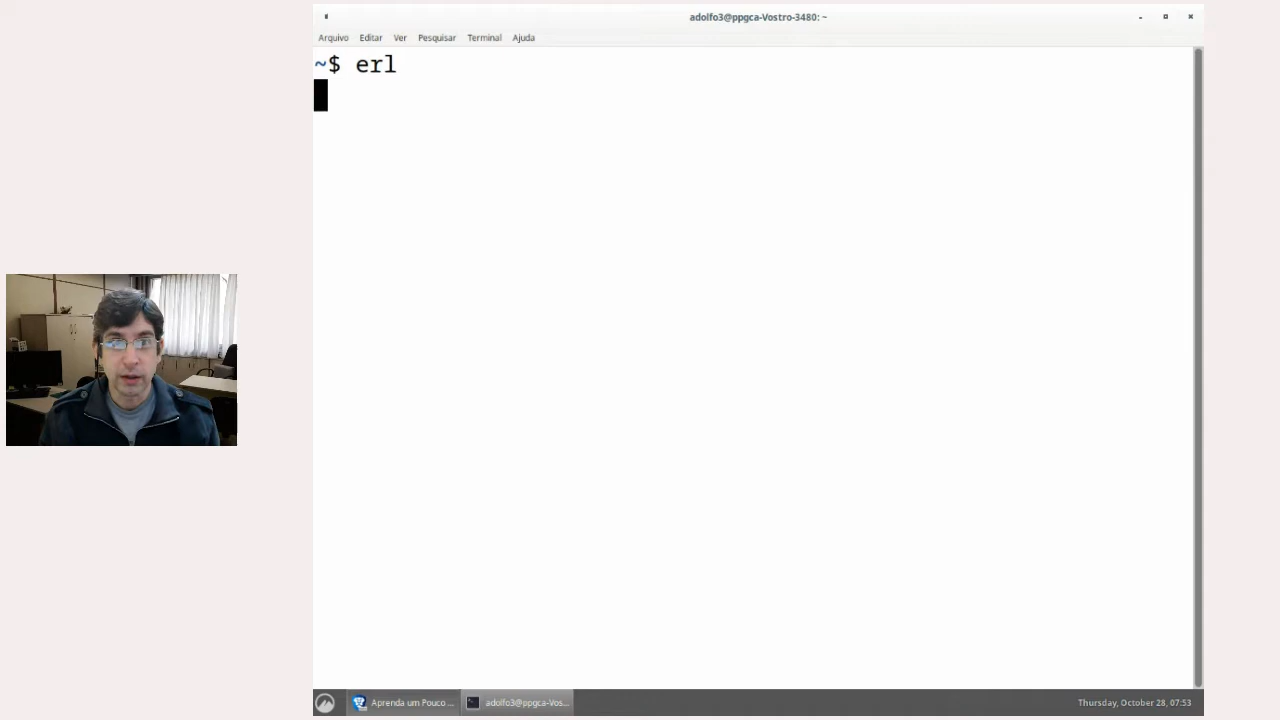 adolfo3@ppgca-Vostro-3480: ~
Arquivo Editar Ver Pesquisar Terminal Ajuda
~$ erl
Aprenda um Pouco ... adolfo3@ppgca-Vos... Thursday, October 28, 07:53